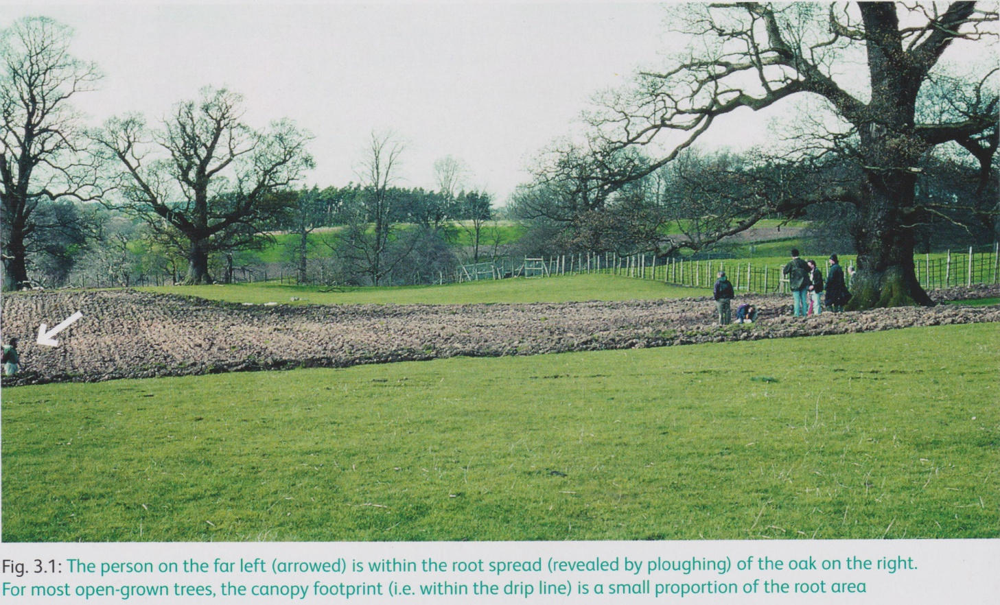 Fig. 3.1: The person on the far left (arrowed) is within the root spread (revealed by ploughing) of the oak on the right.
For most open-grown trees, the canopy footprint (i.e. within the drip line) is a small proportion of the root area